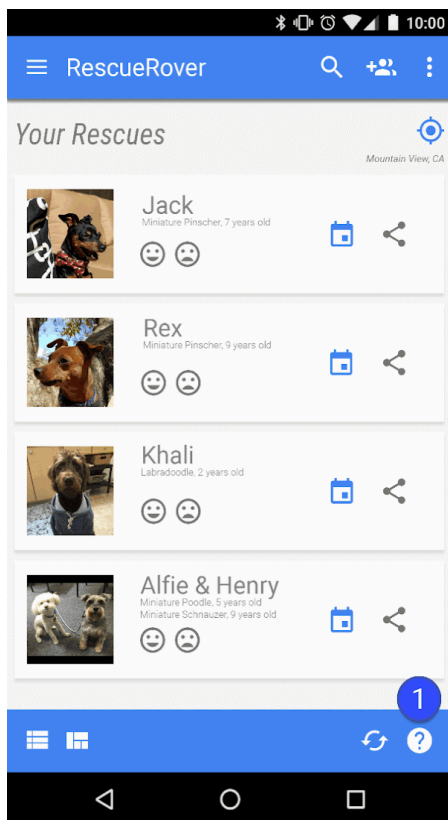 10:00
RescueRover
Your Rescues
Mountain View, CA
Jack
Miniature Pinscher, 7 years old
Rex
Miniature Pinscher, 9 years old
Khali
Labradoodle, 2 years old
Alfie & Henry
Miniature Poodle, 5 years old
Miniature Schnauzer, 9 years old
1
?